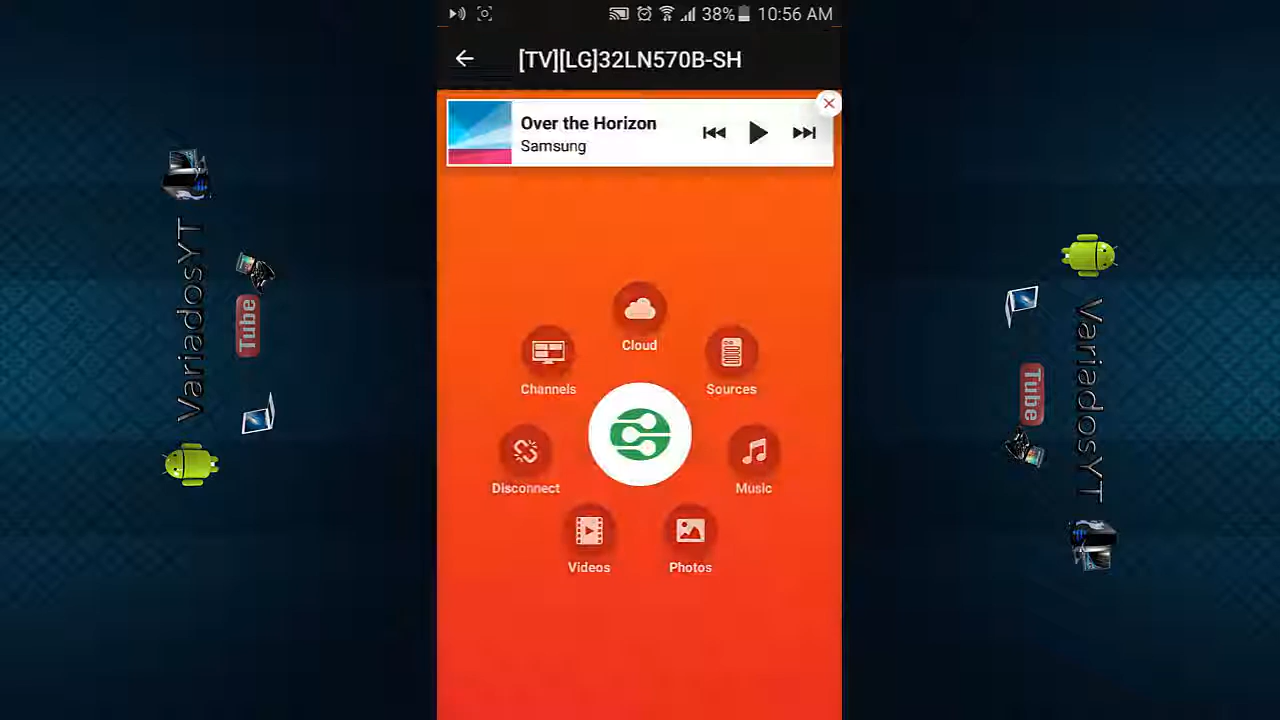 38% 10:56 AM
[TV][LG]32LN570B-SH
Over the Horizon
Samsung
Cloud
Channels
Sources
Disconnect
Music
Videos
Photos
VariadosYT
Tube
VariadosYT
Tube